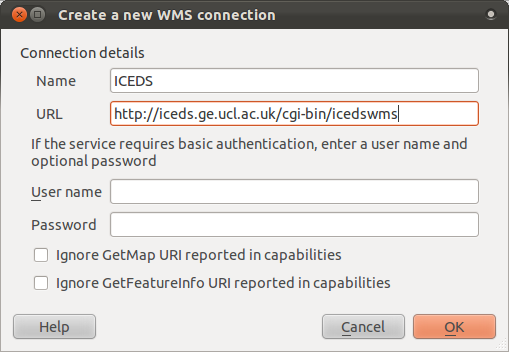 Create a new WMS connection
Connection details
Name ICEDS
URL http://iceds.ge.ucl.ac.uk/cgi-bin/icedswms
If the service requires basic authentication, enter a user name and
optional password
User name
Password
Ignore GetMap URI reported in capabilities
Ignore GetFeatureInfo URI reported in capabilities
Help Cancel OK